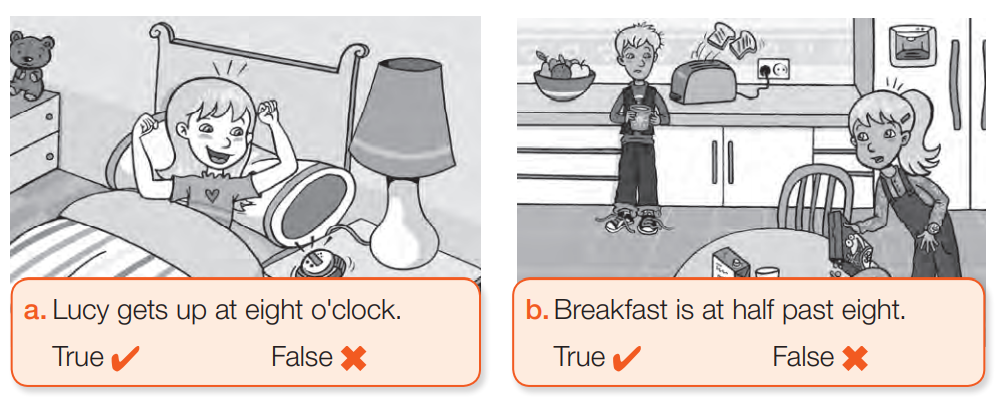 a. Lucy gets up at eight o'clock.
True ✔ False ✖
b. Breakfast is at half past eight.
True ✔ False ✖